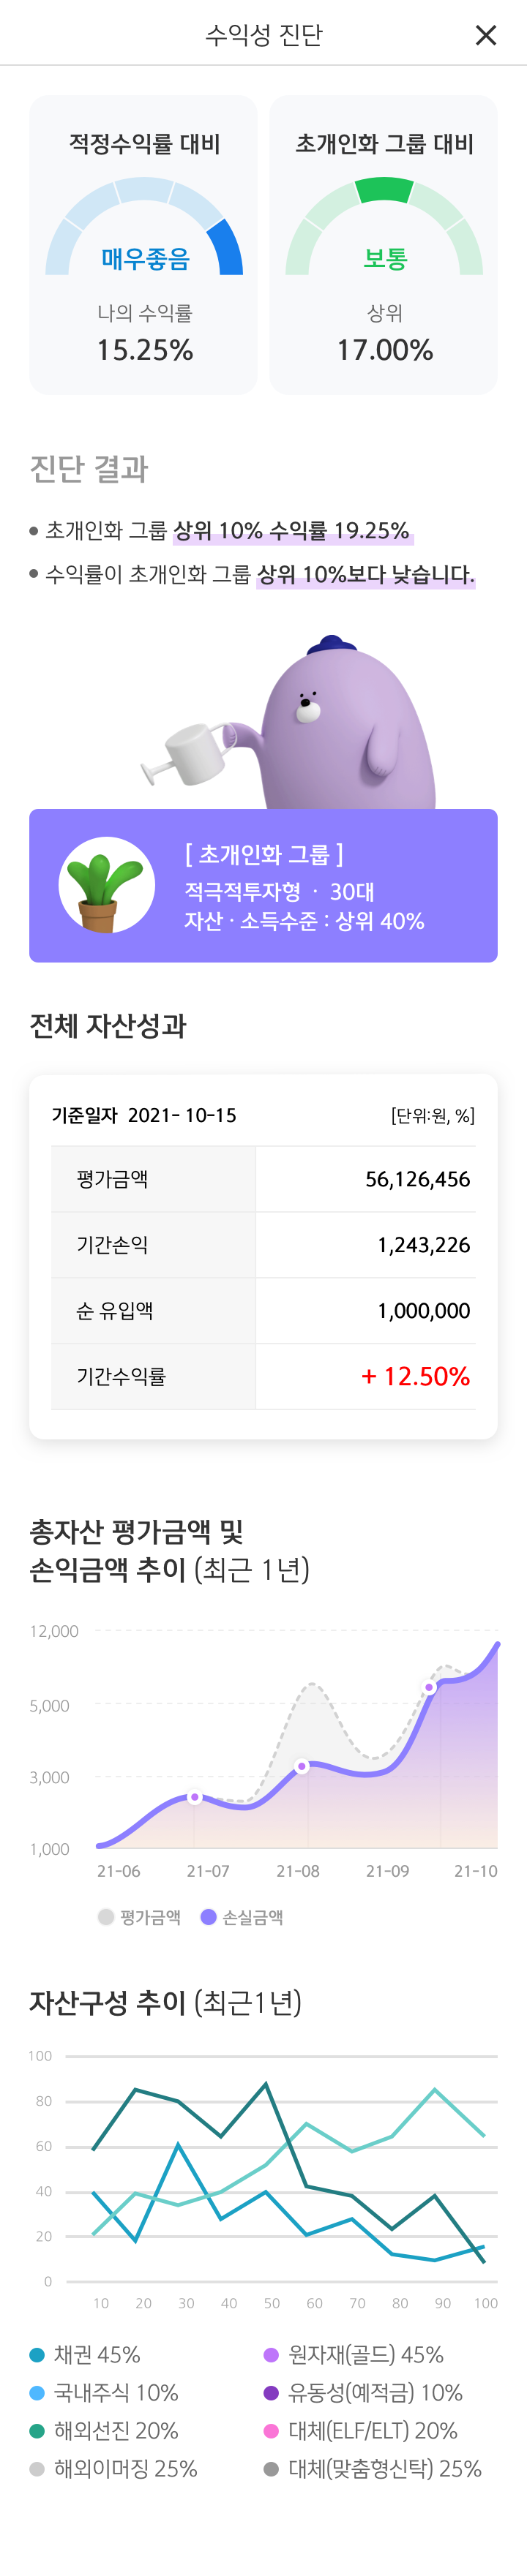 수익성 진단
적정수익률 대비
매우좋음
나의 수익률
15.25%
초개인화 그룹 대비
보통
상위
17.00%
진단 결과
초개인화 그룹 상위 10% 수익률 19.25%
수익률이 초개인화 그룹 상위 10%보다 낮습니다.
[ 초개인화 그룹 ]
적극적투자형 · 30대
자산 · 소득수준 : 상위 40%
전체 자산성과
기준일자 2021- 10-15 [단위:원, %]
평가금액 56,126,456
기간손익 1,243,226
순 유입액 1,000,000
기간수익률 + 12.50%
총자산 평가금액 및
손익금액 추이 (최근 1년)
12,000
5,000
3,000
1,000
21-06 21-07 21-08 21-09 21-10
평가금액 손실금액
자산구성 추이 (최근1년)
100
80
60
40
20
0
10 20 30 40 50 60 70 80 90 100
채권 45% 원자재(골드) 45%
국내주식 10% 유동성(예적금) 10%
해외선진 20% 대체(ELF/ELT) 20%
해외이머징 25% 대체(맞춤형신탁) 25%